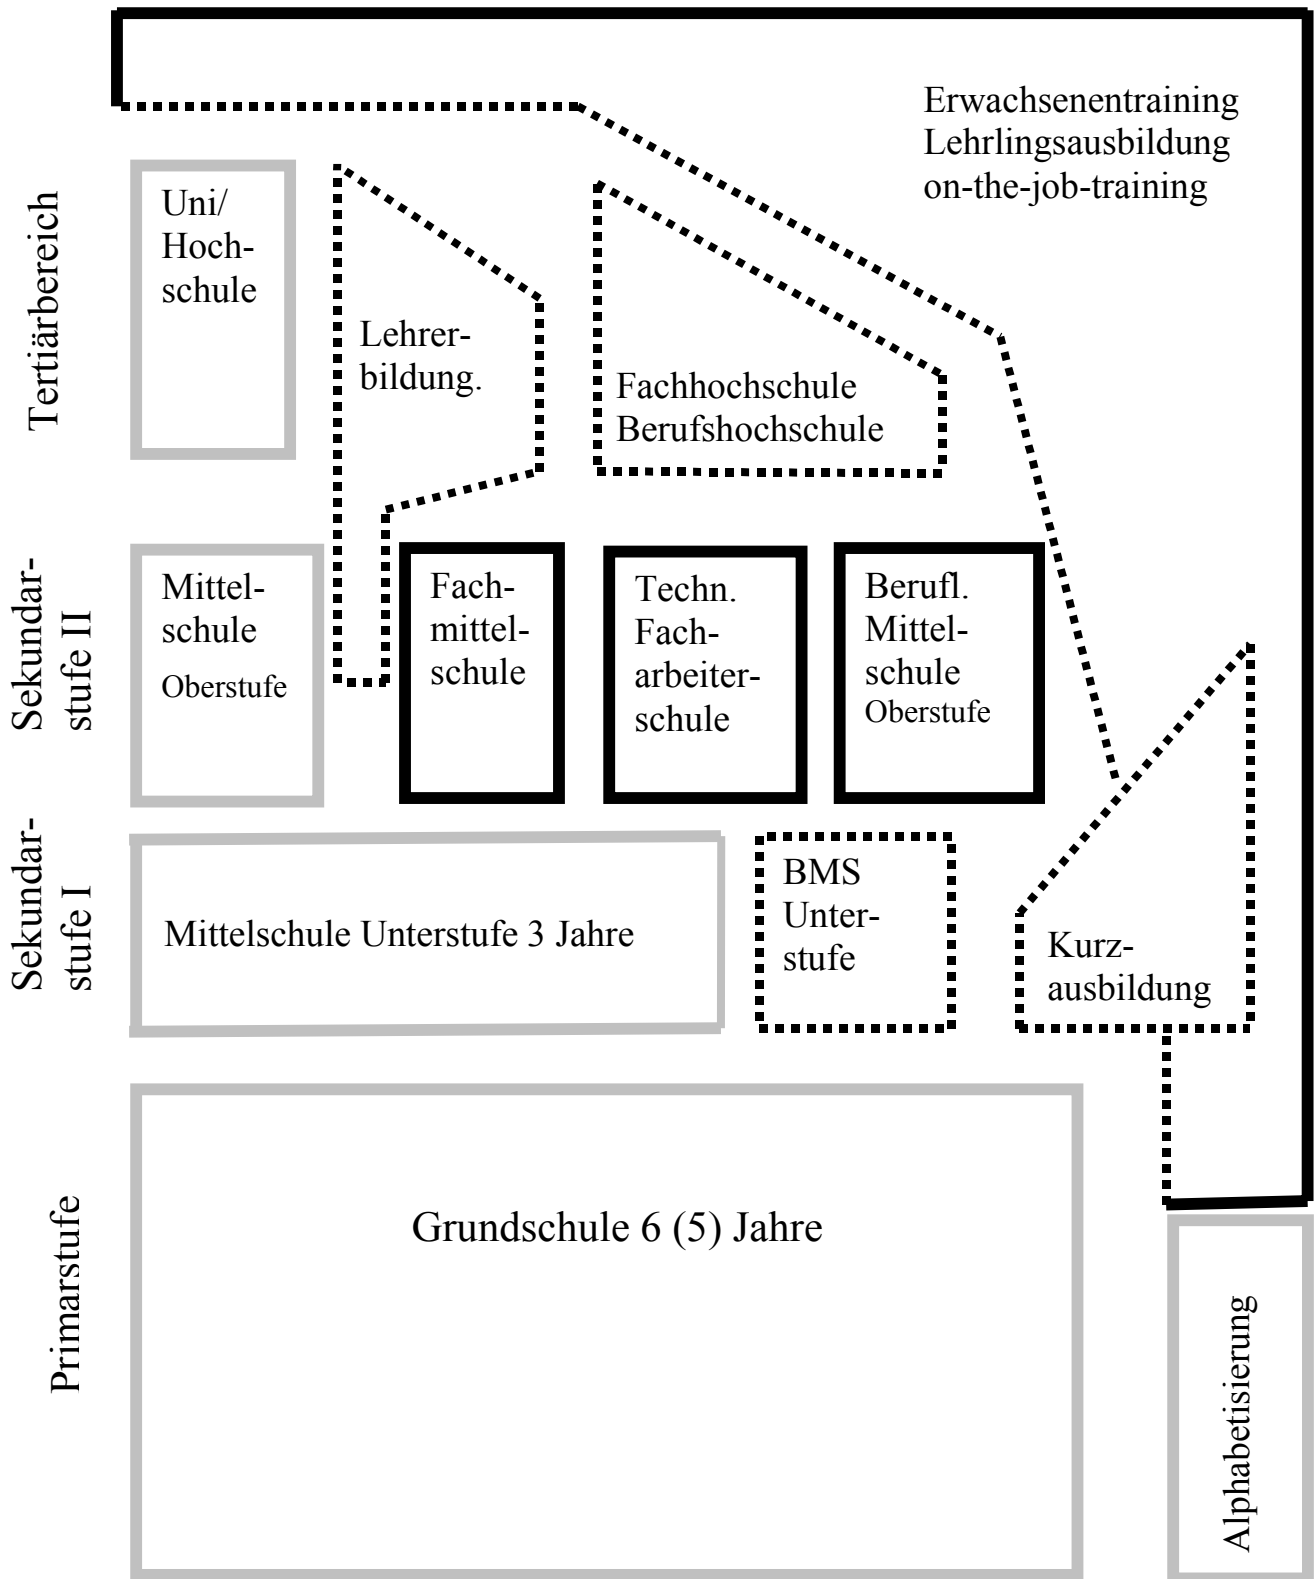 Erwachsenentraining
Lehrlingsausbildung
on-the-job-training
Tertiärbereich
Uni/
Hoch-
schule
Lehrer-
bildung.
Fachhochschule
Berufshochschule
Sekundar-
stufe II
Mittel-
schule
Oberstufe
Fach-
mittel-
schule
Techn.
Fach-
arbeiter-
schule
Berufl.
Mittel-
schule
Oberstufe
Sekundar-
stufe I
Mittelschule Unterstufe 3 Jahre
BMS
Unter-
stufe
Kurz-
ausbildung
Primarstufe
Grundschule 6 (5) Jahre
Alphabetisierung